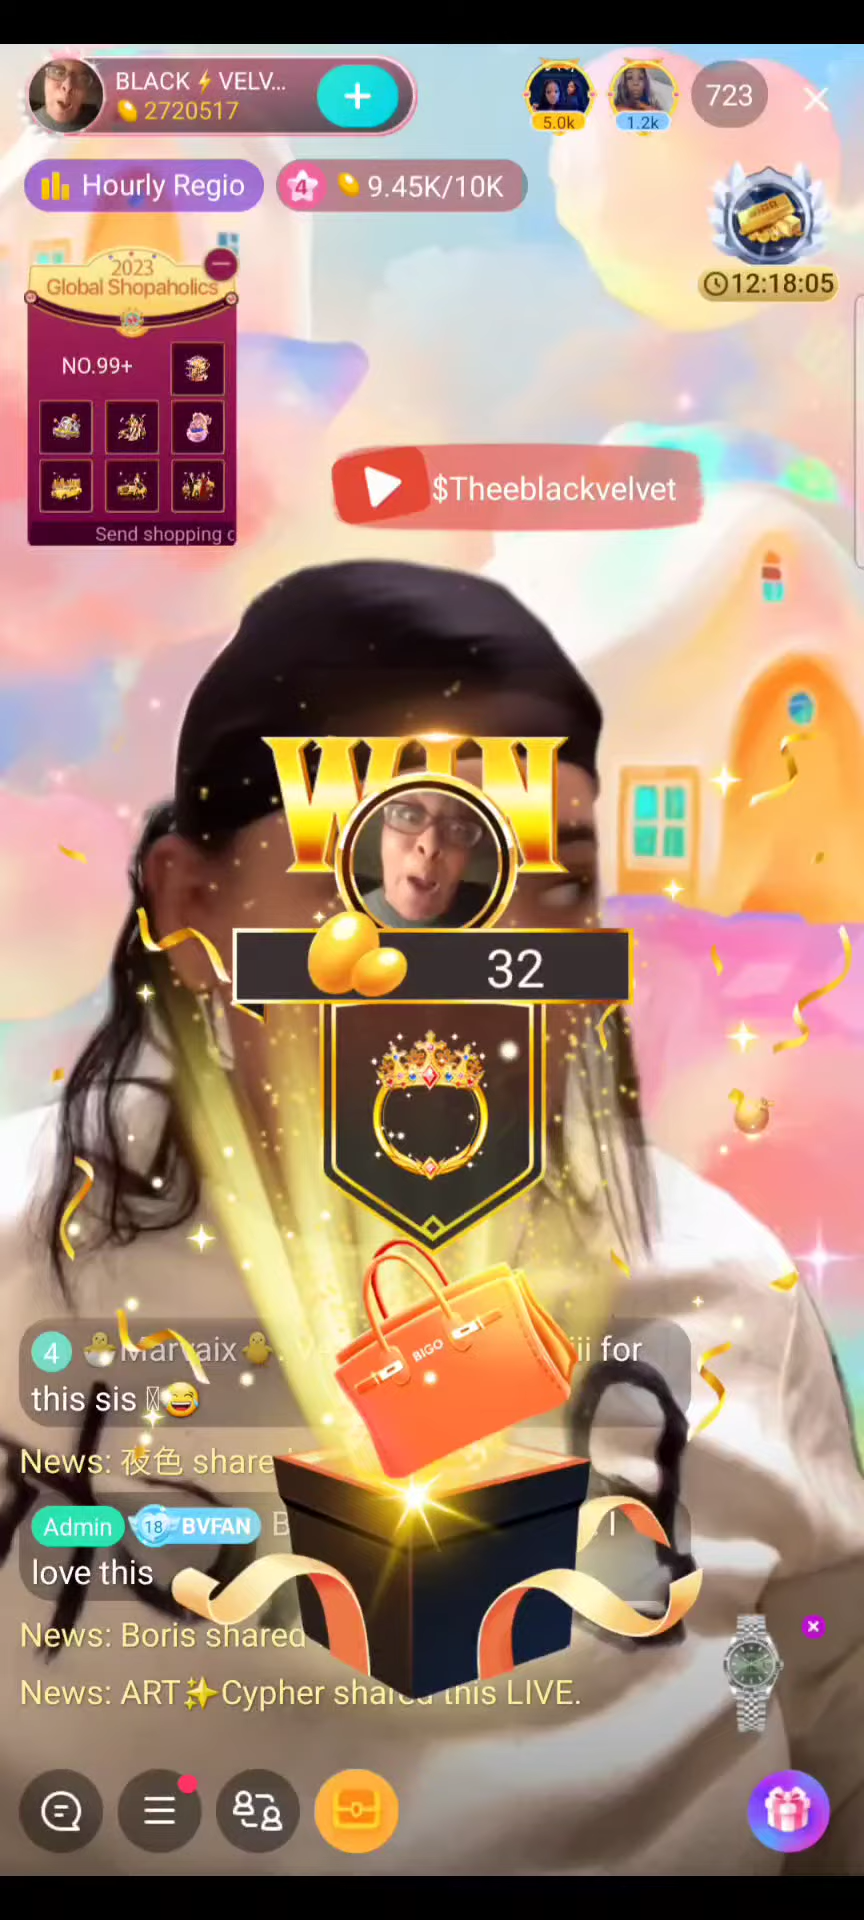 BLACK⚡VELV...
2720517
5.0k
1.2k
723
Hourly Regio
4
9.45K/10K
12:18:05
2023
Global Shopaholics
NO.99+
Send shopping
$Theeblackvelvet
WIN
32
BIGO
4 🐣Marvaix🐥. for
this sis 😂
News: 夜色 share
Admin 18 BVFAN B I
love this
News: Boris shared
News: ART✨Cypher shared this LIVE.